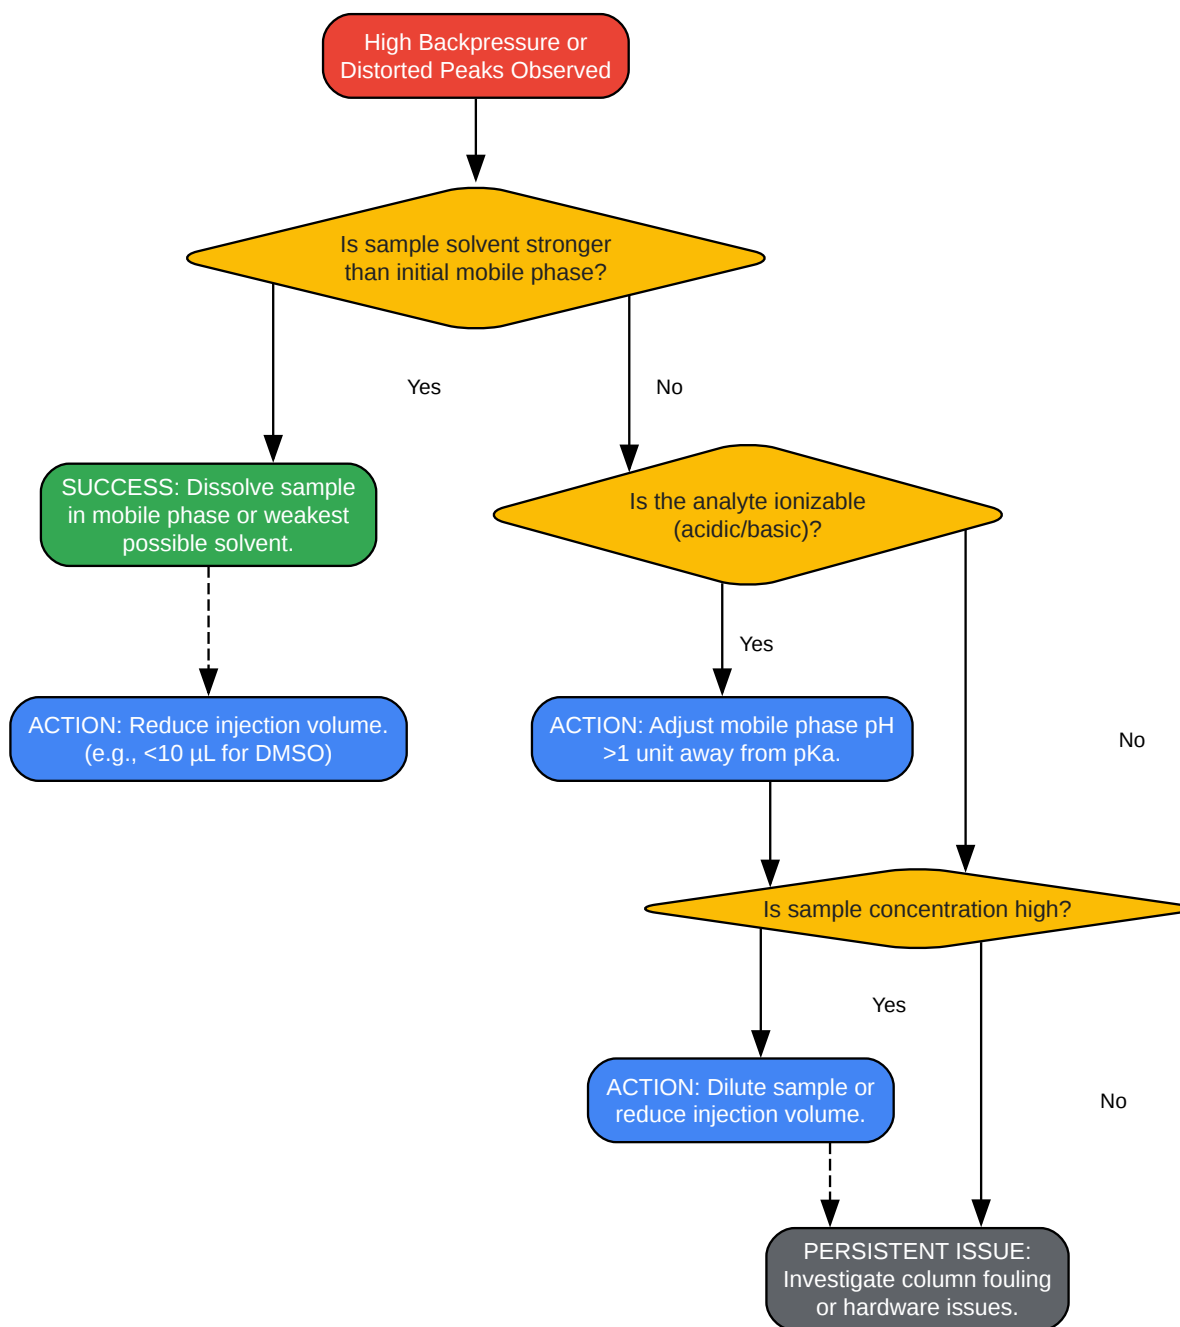 High Backpressure or
Distorted Peaks Observed
Is sample solvent stronger
than initial mobile phase?
Yes
No
SUCCESS: Dissolve sample
in mobile phase or weakest
possible solvent.
Is the analyte ionizable
(acidic/basic)?
Yes
ACTION: Reduce injection volume.
(e.g., <10 µL for DMSO)
ACTION: Adjust mobile phase pH
>1 unit away from pKa.
No
Is sample concentration high?
Yes
ACTION: Dilute sample or
reduce injection volume.
No
PERSISTENT ISSUE:
Investigate column fouling
or hardware issues.